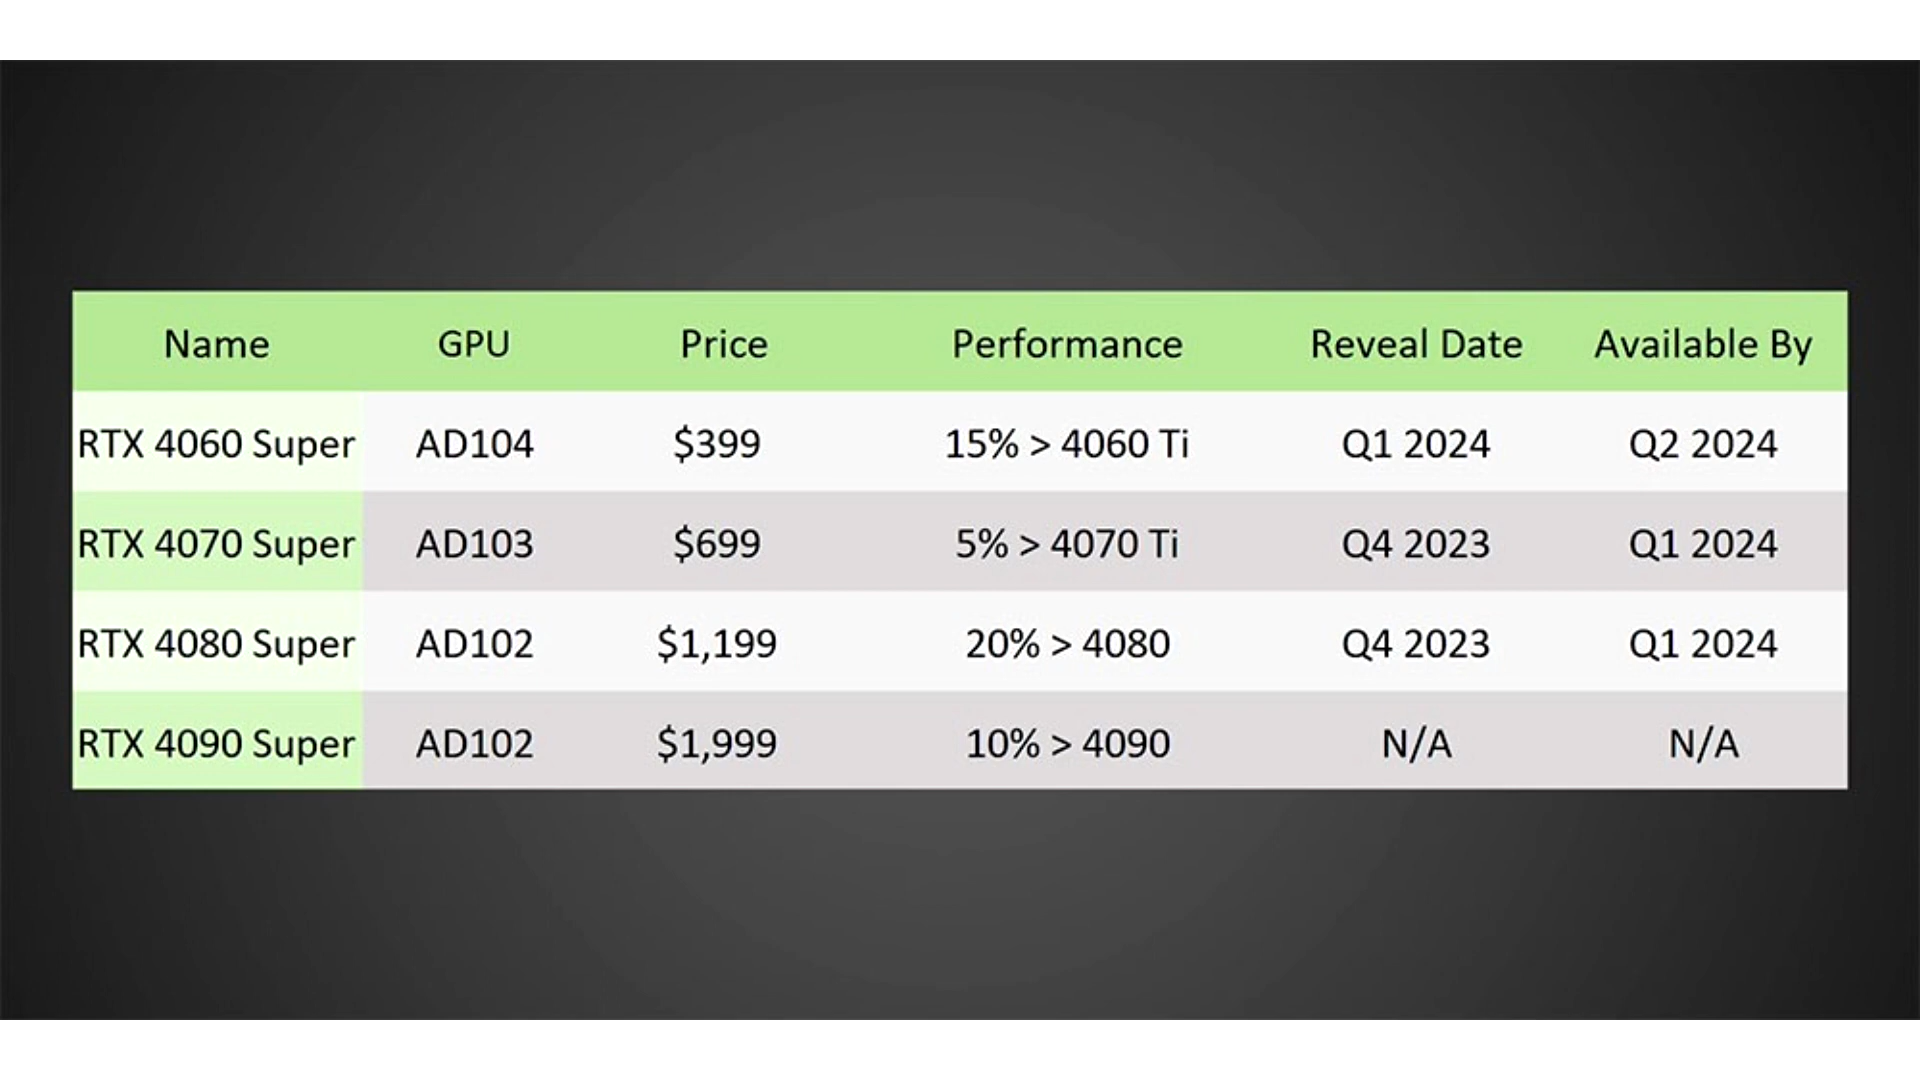 Name GPU Price Performance Reveal Date Available By
RTX 4060 Super AD104 $399 15% > 4060 Ti Q1 2024 Q2 2024
RTX 4070 Super AD103 $699 5% > 4070 Ti Q4 2023 Q1 2024
RTX 4080 Super AD102 $1,199 20% > 4080 Q4 2023 Q1 2024
RTX 4090 Super AD102 $1,999 10% > 4090 N/A N/A